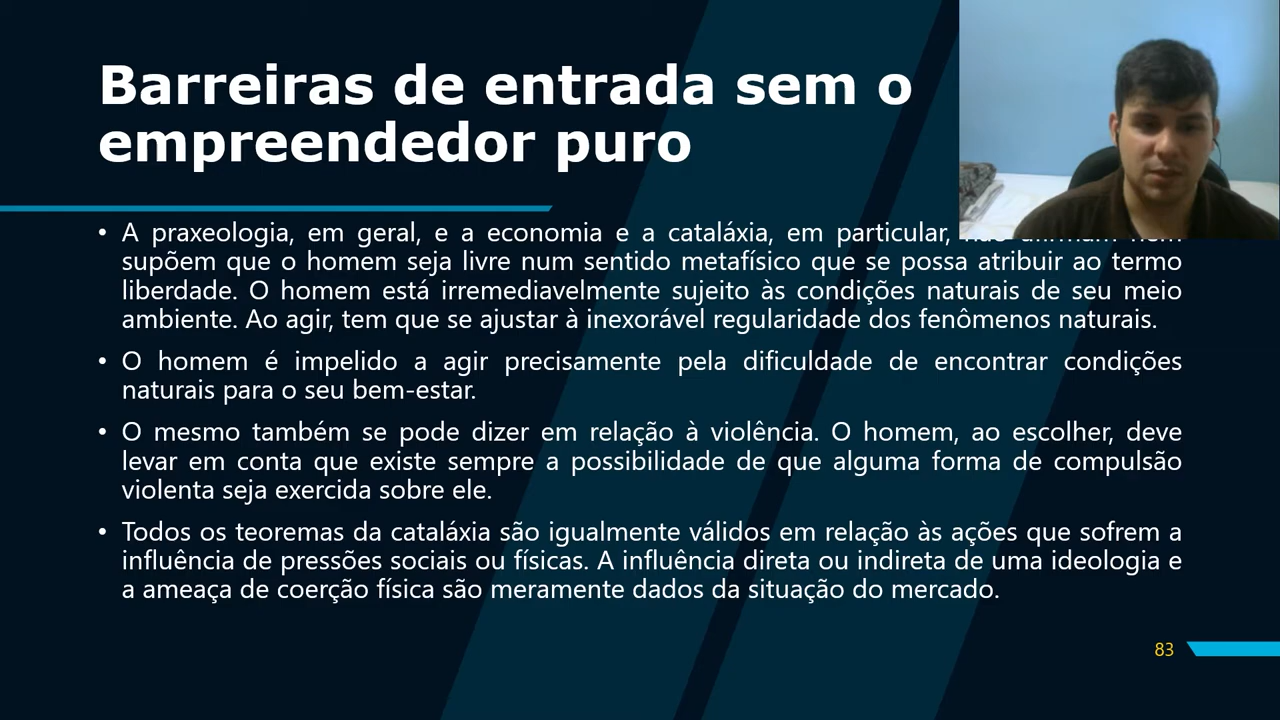 Barreiras de entrada sem o
empreendedor puro
• A praxeologia, em geral, e a economia e a cataláxia, em particular,
supõem que o homem seja livre num sentido metafísico que se possa atribuir ao termo
liberdade. O homem está irremediavelmente sujeito às condições naturais de seu meio
ambiente. Ao agir, tem que se ajustar à inexorável regularidade dos fenômenos naturais.
• O homem é impelido a agir precisamente pela dificuldade de encontrar condições
naturais para o seu bem-estar.
• O mesmo também se pode dizer em relação à violência. O homem, ao escolher, deve
levar em conta que existe sempre a possibilidade de que alguma forma de compulsão
violenta seja exercida sobre ele.
• Todos os teoremas da cataláxia são igualmente válidos em relação às ações que sofrem a
influência de pressões sociais ou físicas. A influência direta ou indireta de uma ideologia e
a ameaça de coerção física são meramente dados da situação do mercado.
83